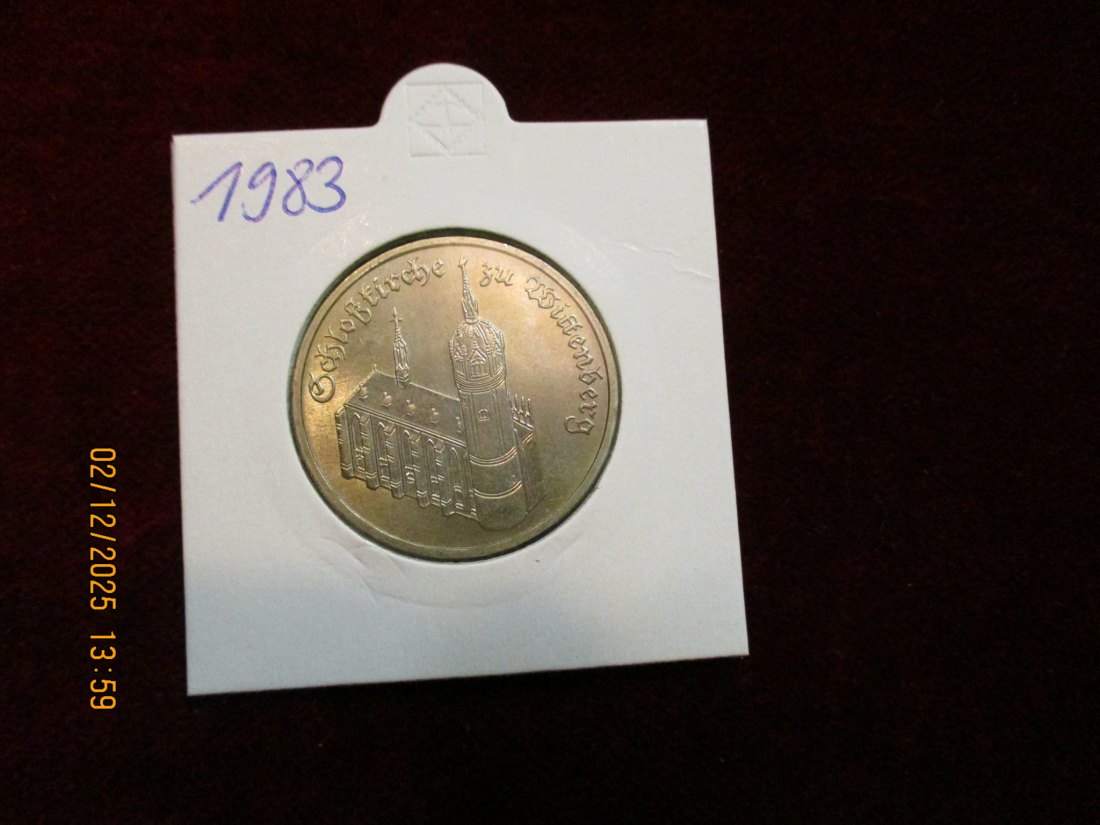 1983
Schloßkirche zu Wittenberg
02/12/2025 13:59